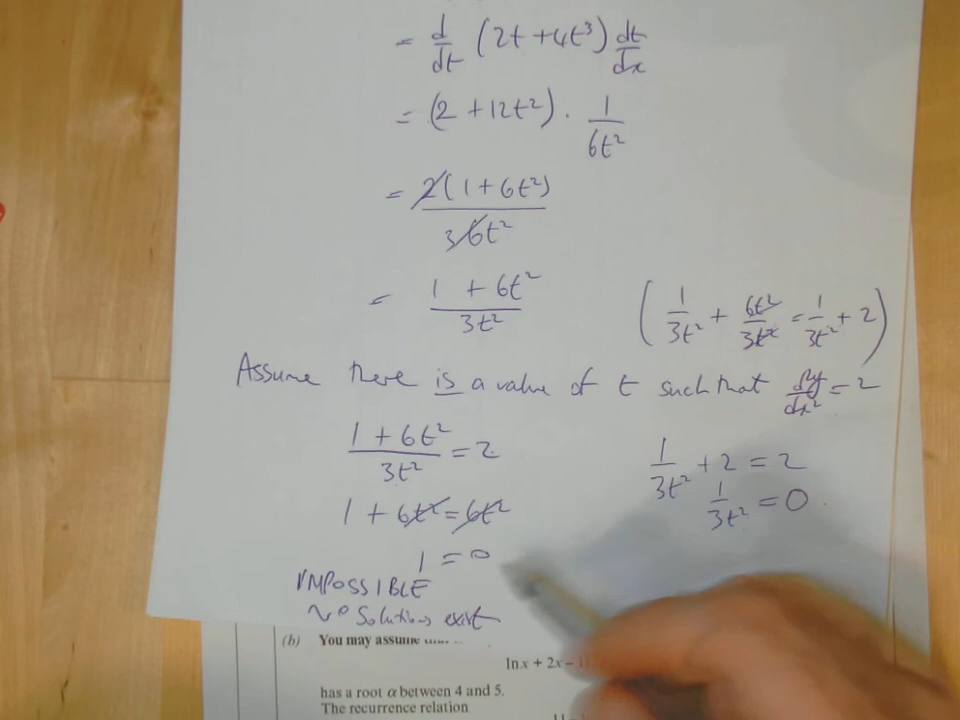 = d/dt (2t + 4t³) dt/dx
= (2 + 12t²) · 1/6t²
= 2(1 + 6t²)/36t²
= 1 + 6t²/3t²
(1/3t² + 6t²/3t² = 1/3t² + 2)
Assume there is a value of t such that d²y/dx² = 2
1 + 6t²/3t² = 2
1/3t² + 2 = 2
1 + 6t² = 6t²
1/3t² = 0
1 = 0
IMPOSSIBLE
No Solutions exist
(b) You may assume
ln x + 2x –
has a root α between 4 and 5.
The recurrence relation